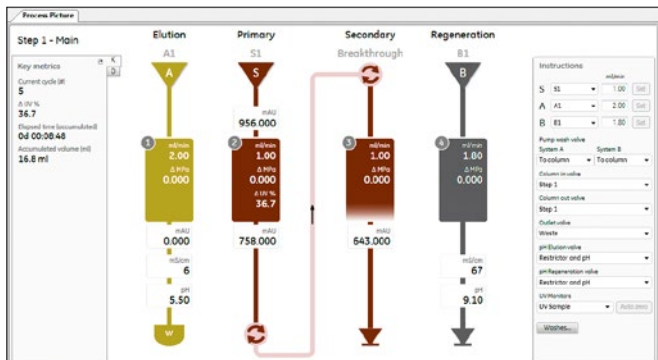 Process Picture
Step 1 - Main
Key metrics
Current cycle (#)
5
Δ UV %
36.7
Elapsed time (accumulated)
0d 00:08:48
Accumulated volume (ml)
16.8 ml
Elution
A1
A
1
ml/min
2.00
Δ MPa
0.000
mAU
0.000
mS/cm
6
pH
5.50
W
Primary
S1
S
mAU
956.000
2
ml/min
1.00
Δ MPa
0.000
Δ UV %
36.7
mAU
758.000
Secondary
Breakthrough
3
ml/min
1.00
Δ MPa
0.000
mAU
643.000
Regeneration
B1
B
4
ml/min
1.80
Δ MPa
0.000
mS/cm
67
pH
9.10
Instructions
ml/min
S S1 1.00 Set
A A1 2.00 Set
B B1 1.80 Set
Pump wash valve
System A System B
To column To column
Column in valve
Step 1
Column out valve
Step 1
Outlet valve
Waste
pH Elution valve
Restrictor and pH
pH Regeneration valve
Restrictor and pH
UV Monitors
UV Sample Autozero
Washes...